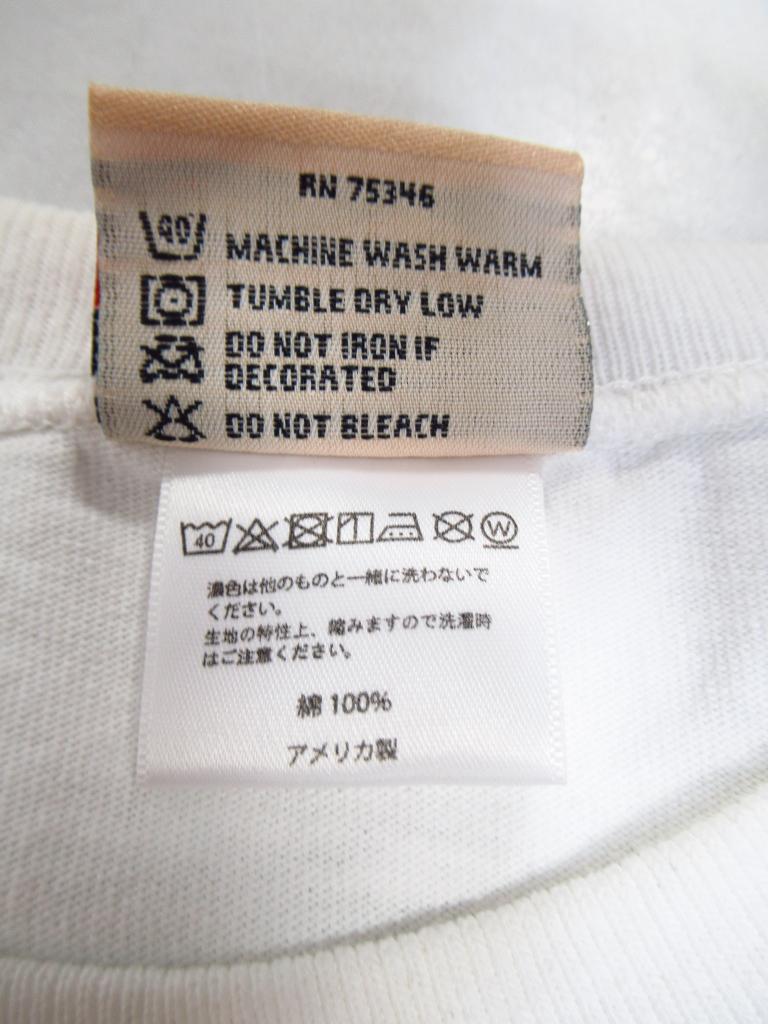 RN 75346
40°
MACHINE WASH WARM
TUMBLE DRY LOW
DO NOT IRON IF
DECORATED
DO NOT BLEACH
40 W
濃色は他のものと一緒に洗わないで
ください。
生地の特性上、縮みますので洗濯時
はご注意ください。
綿 100%
アメリカ製